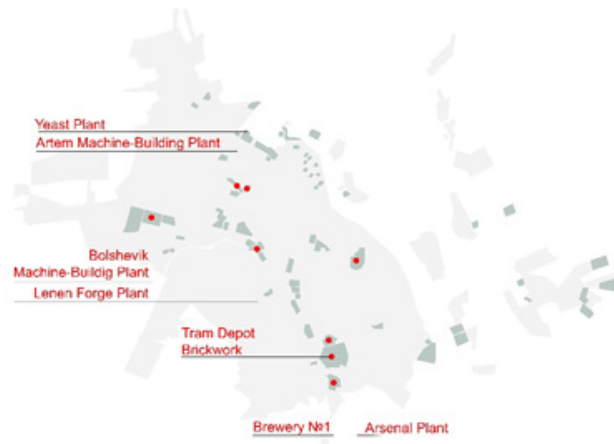 Yeast Plant
Artem Machine-Building Plant
Bolshevik
Machine-Buildig Plant
Lenen Forge Plant
Tram Depot
Brickwork
Brewery №1
Arsenal Plant